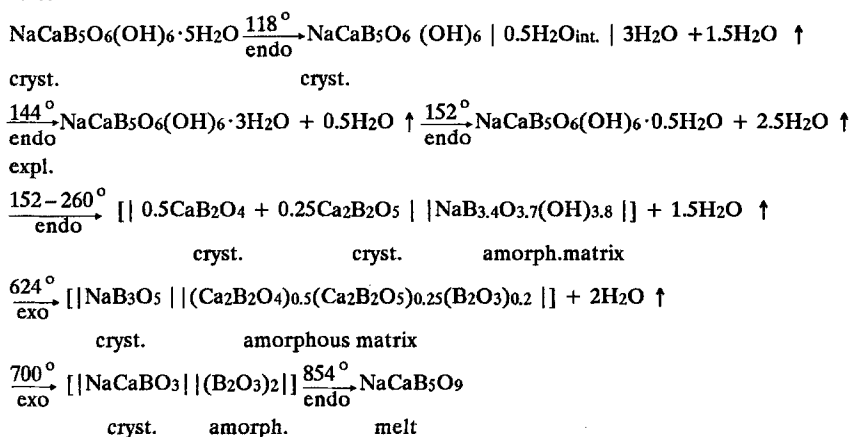 NaCaB5O6(OH)6·5H2O 118° endo → NaCaB5O6 (OH)6 | 0.5H2Oint. | 3H2O +1.5H2O ↑
cryst. cryst.
144° endo expl. → NaCaB5O6(OH)6·3H2O + 0.5H2O ↑ 152° endo → NaCaB5O6(OH)6·0.5H2O + 2.5H2O ↑
152–260° endo → [| 0.5CaB2O4 + 0.25Ca2B2O5 | |NaB3.4O3.7(OH)3.8 |] + 1.5H2O ↑
cryst. cryst. amorph.matrix
624° exo → [|NaB3O5 | |(Ca2B2O4)0.5(Ca2B2O5)0.25(B2O3)0.2 |] + 2H2O ↑
cryst. amorphous matrix
700° exo → [|NaCaBO3| |(B2O3)2|] 854° endo → NaCaB5O9
cryst. amorph. melt